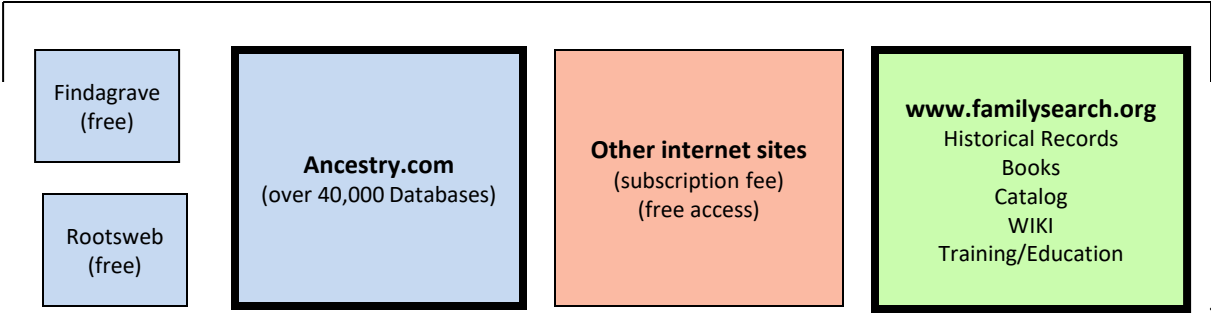 Findagrave
(free)
Rootsweb
(free)
Ancestry.com
(over 40,000 Databases)
Other internet sites
(subscription fee)
(free access)
www.familysearch.org
Historical Records
Books
Catalog
WIKI
Training/Education